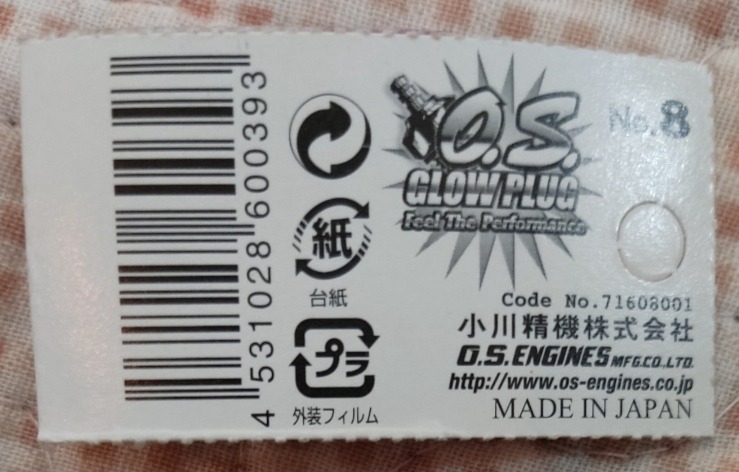 4 531028 600393
紙
台紙
プラ
外装フィルム
O.S.
GLOW PLUG
Feel The Performance
No.8
Code No.71608001
小川精機株式会社
O.S.ENGINES MFG.CO.,LTD.
http://www.os-engines.co.jp
MADE IN JAPAN